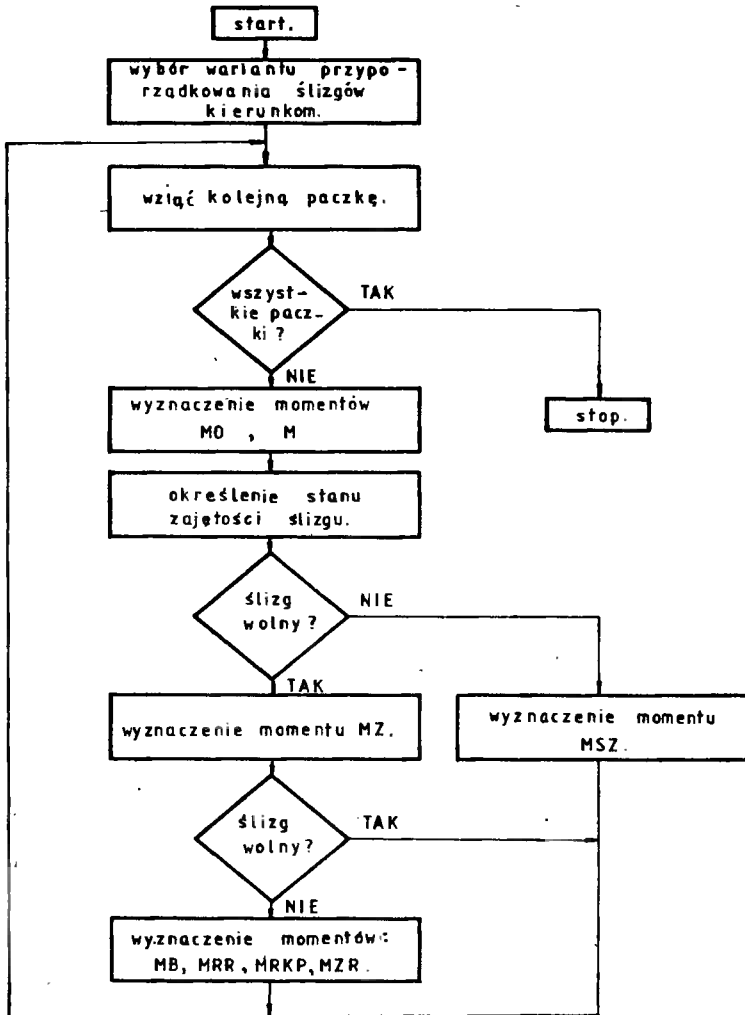 start.
wybór wariantu przypo-
rządkowania ślizgów
kierunkom.
wziąć kolejną paczkę.
wszyst-
kie pacz-
ki?
TAK
NIE
wyznaczenie momentów
MO , M
stop.
określenie stanu
zajętości ślizgu.
ślizg
wolny?
NIE
TAK
wyznaczenie momentu MZ.
wyznaczenie momentu
MSZ.
ślizg
wolny?
TAK
NIE
wyznaczenie momentów:
MB, MRR, MRKP, MZR.